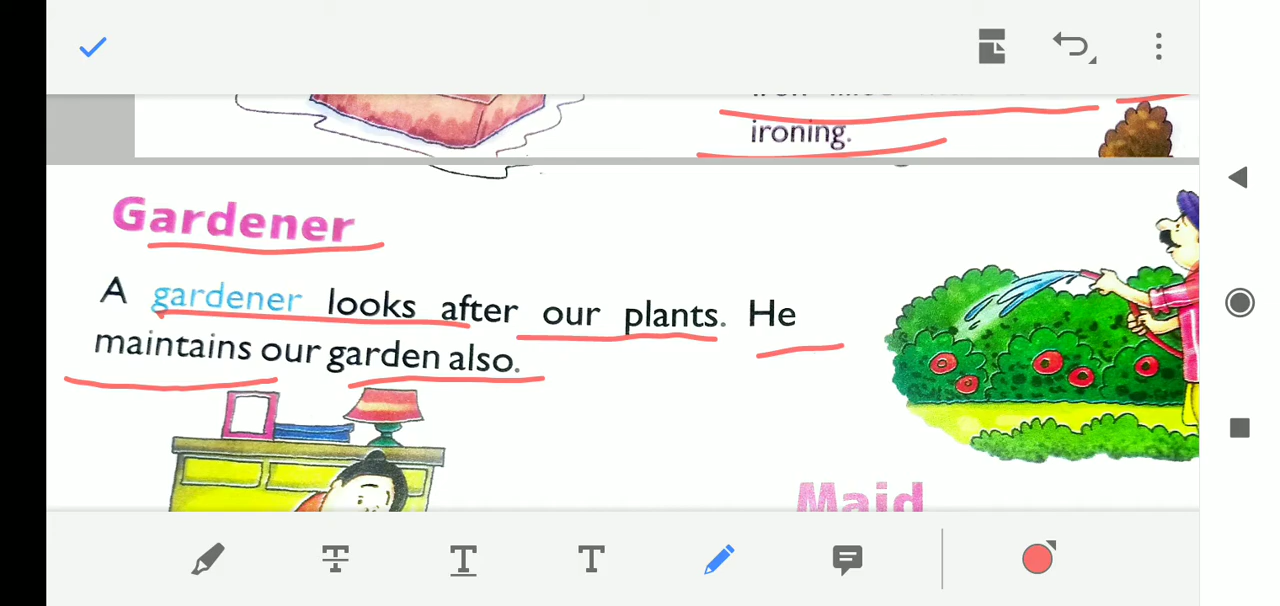 ironing.
Gardener
A gardener looks after our plants. He
maintains our garden also.
Maid